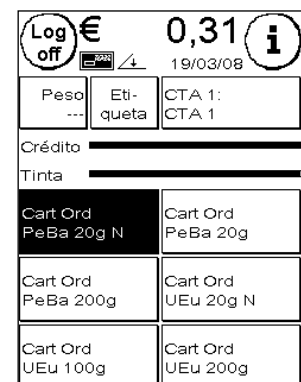 Log off
€ 0,31
i
19/03/08
Peso
---
Eti-
queta
CTA 1:
CTA 1
Crédito
Tinta
Cart Ord
PeBa 20g N
Cart Ord
PeBa 20g
Cart Ord
PeBa 200g
Cart Ord
UEu 20g N
Cart Ord
UEu 100g
Cart Ord
UEu 200g